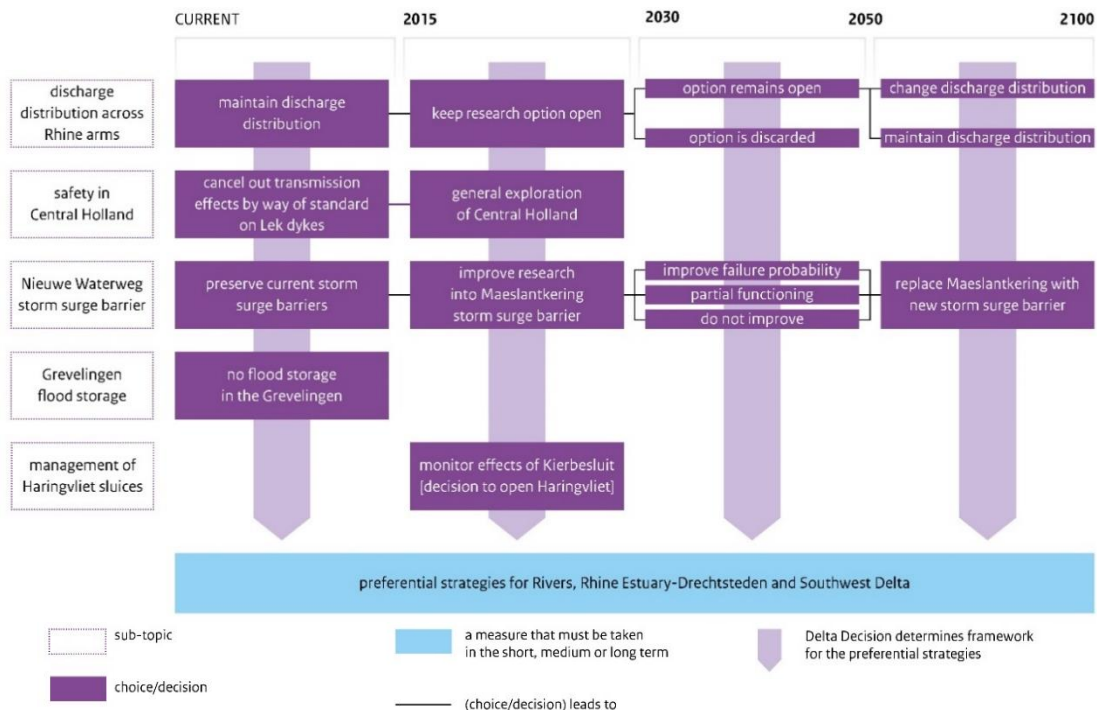 CURRENT
2015
2030
2050
2100
discharge
distribution across
Rhine arms
maintain discharge
distribution
keep research option open
option remains open
option is discarded
change discharge distribution
maintain discharge distribution
safety in
Central Holland
cancel out transmission
effects by way of standard
on Lek dykes
general exploration
of Central Holland
Nieuwe Waterweg
storm surge barrier
preserve current storm
surge barriers
improve research
into Maeslantkering
storm surge barrier
improve failure probability
partial functioning
do not improve
replace Maeslantkering with
new storm surge barrier
Grevelingen
flood storage
no flood storage
in the Grevelingen
management of
Haringvliet sluices
monitor effects of Kierbesluit
[decision to open Haringvliet]
preferential strategies for Rivers, Rhine Estuary-Drechtsteden and Southwest Delta
sub-topic
choice/decision
a measure that must be taken
in the short, medium or long term
(choice/decision) leads to
Delta Decision determines framework
for the preferential strategies